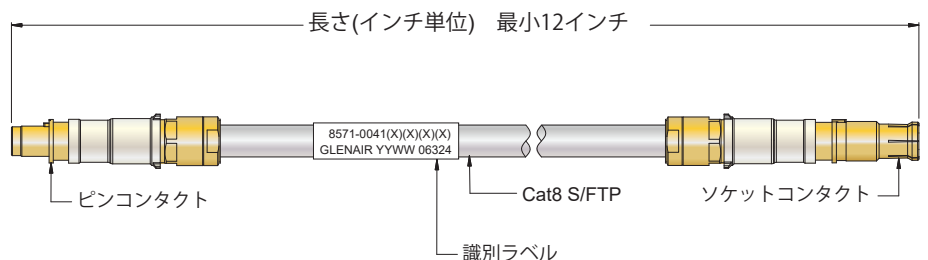 長さ(インチ単位) 最小12インチ
8571-0041(X)(X)(X)(X)
GLENAIR YYWW 06324
ピンコンタクト
Cat8 S/FTP
ソケットコンタクト
識別ラベル